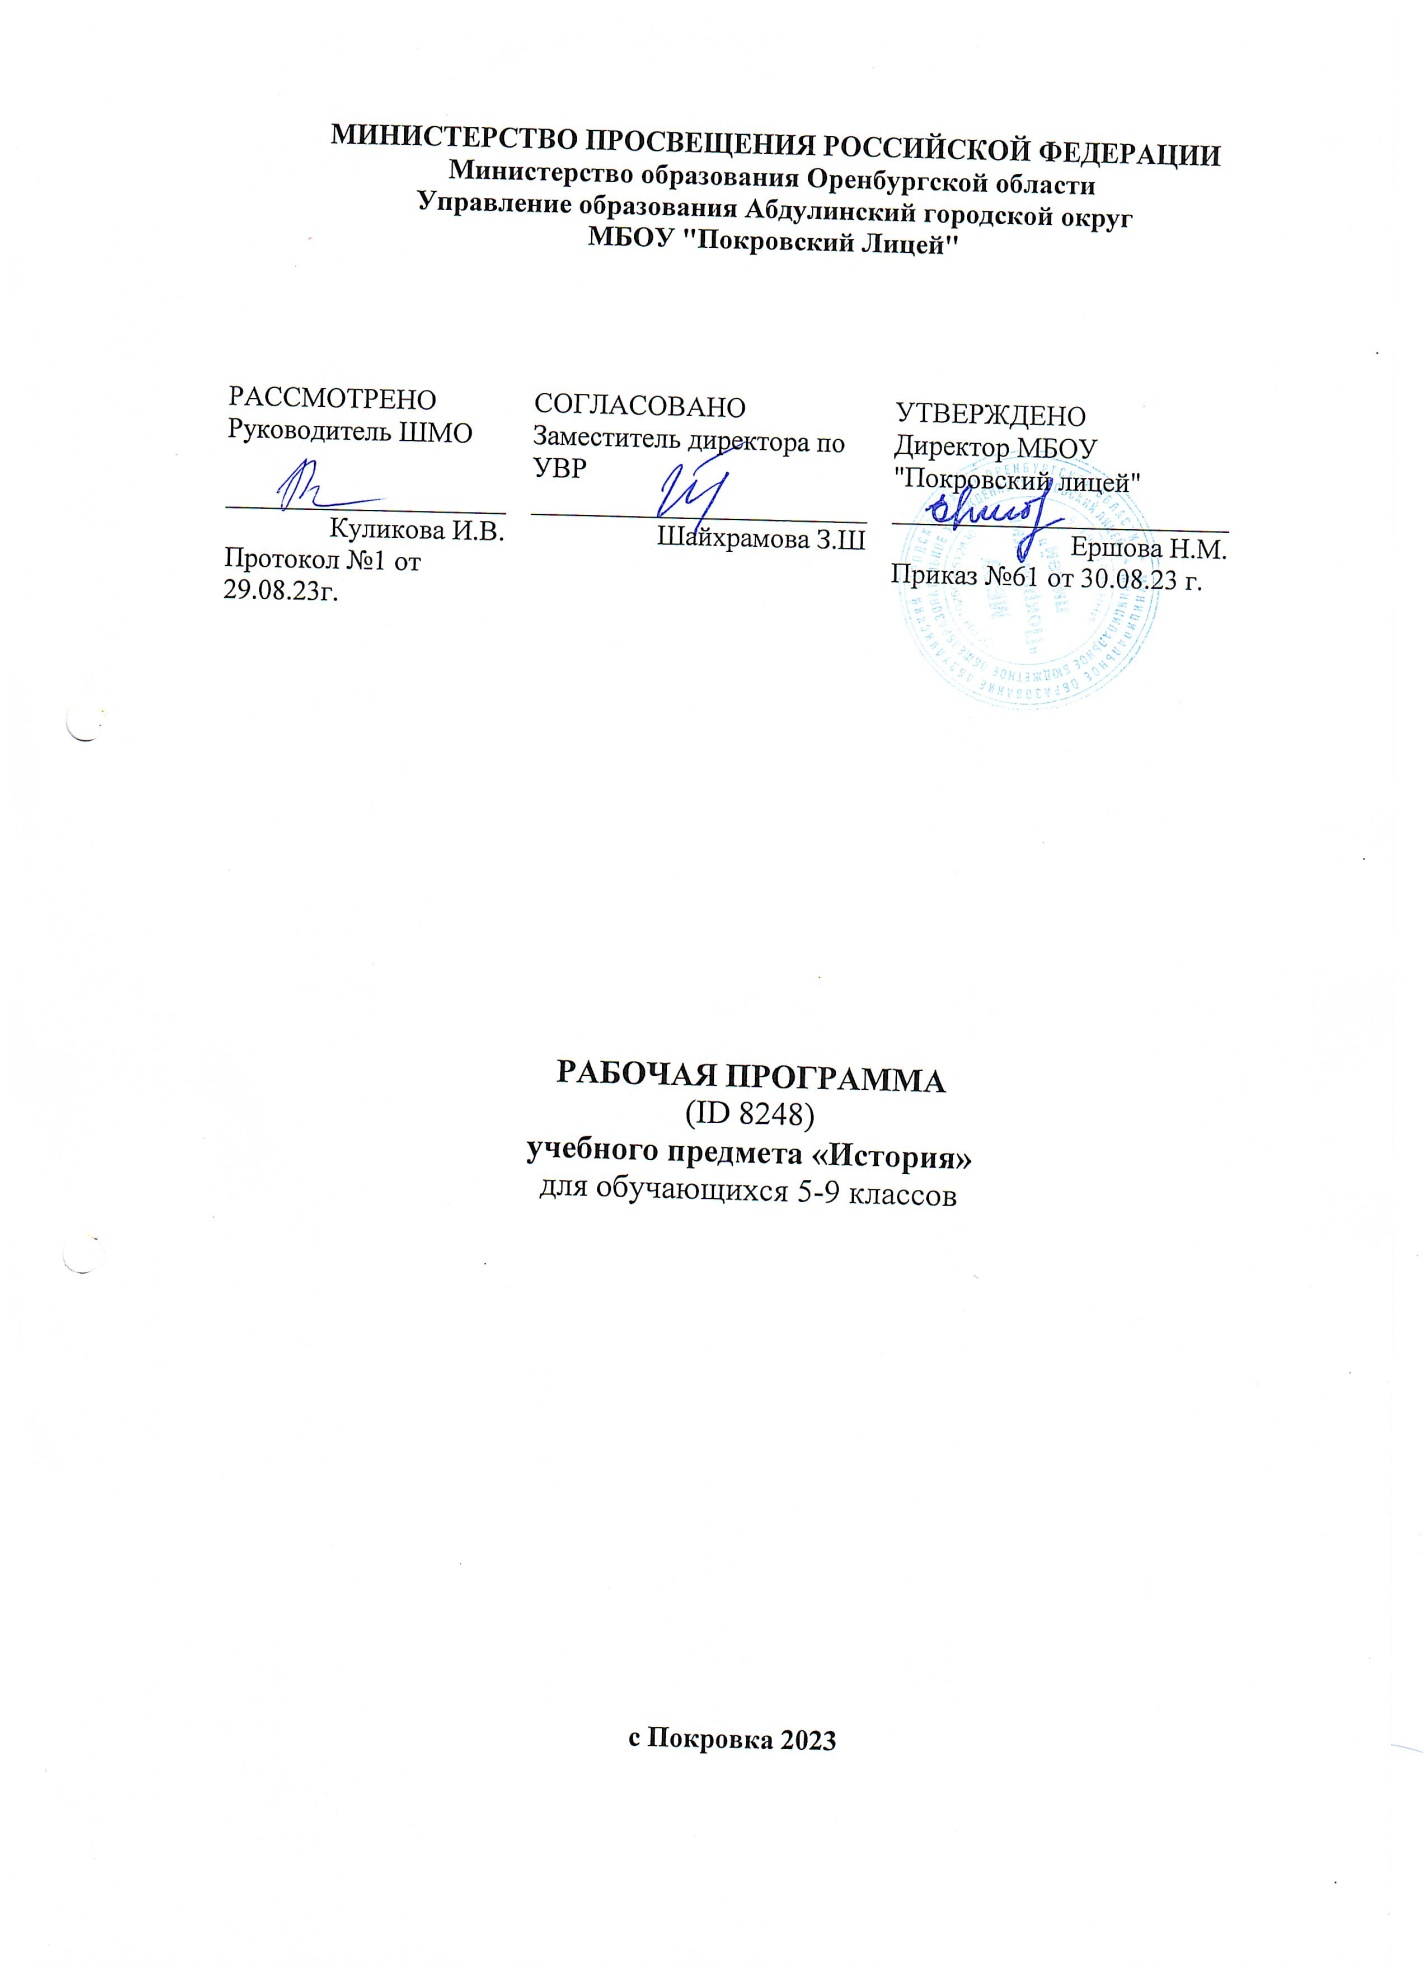 МИНИСТЕРСТВО ПРОСВЕЩЕНИЯ РОССИЙСКОЙ ФЕДЕРАЦИИ
Министерство образования Оренбургской области
Управление образования Абдулинский городской округ
МБОУ "Покровский Лицей"
РАССМОТРЕНО
Руководитель ШМО
Куликова И.В.
Протокол №1 от
29.08.23г.
СОГЛАСОВАНО
Заместитель директора по
УВР
Шайхрамова З.Ш
УТВЕРЖДЕНО
Директор МБОУ
"Покровский лицей"
Ершова Н.М.
Приказ №61 от 30.08.23 г.
РАБОЧАЯ ПРОГРАММА
(ID 8248)
учебного предмета «История»
для обучающихся 5-9 классов
с Покровка 2023